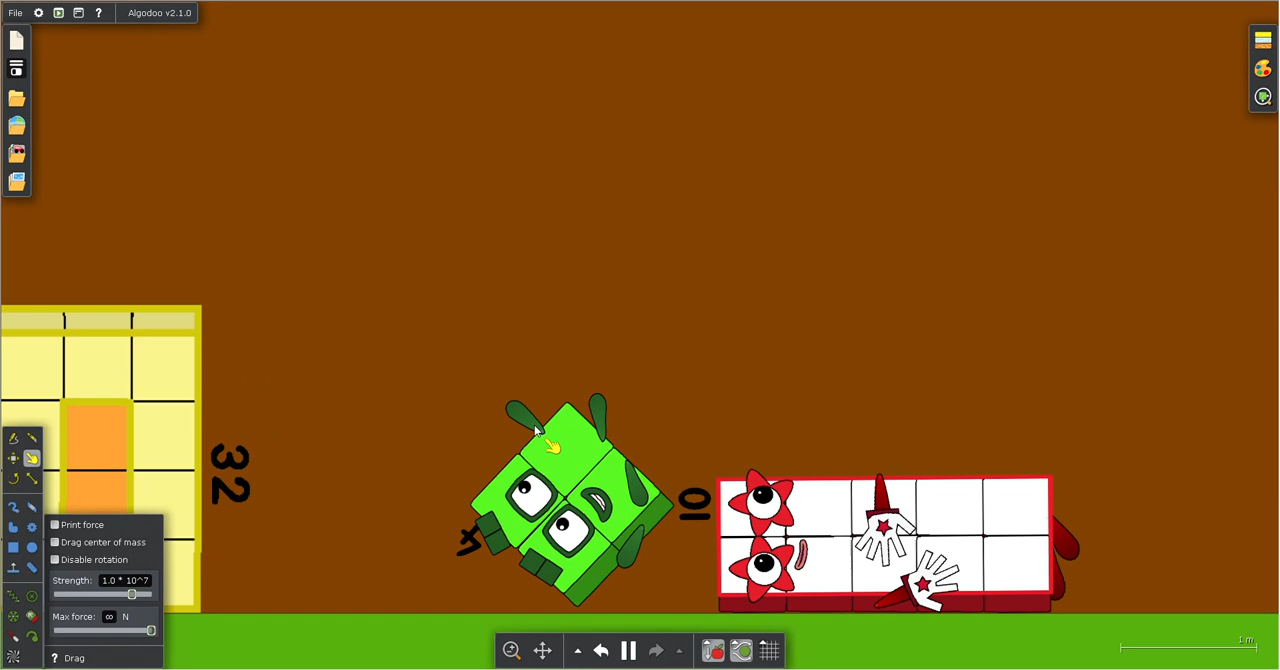 File ? Algodoo v2.1.0
32
4
10
Print force
Drag center of mass
Disable rotation
Strength: 1.0 * 10^7
Max force: ∞ N
? Drag
1 m